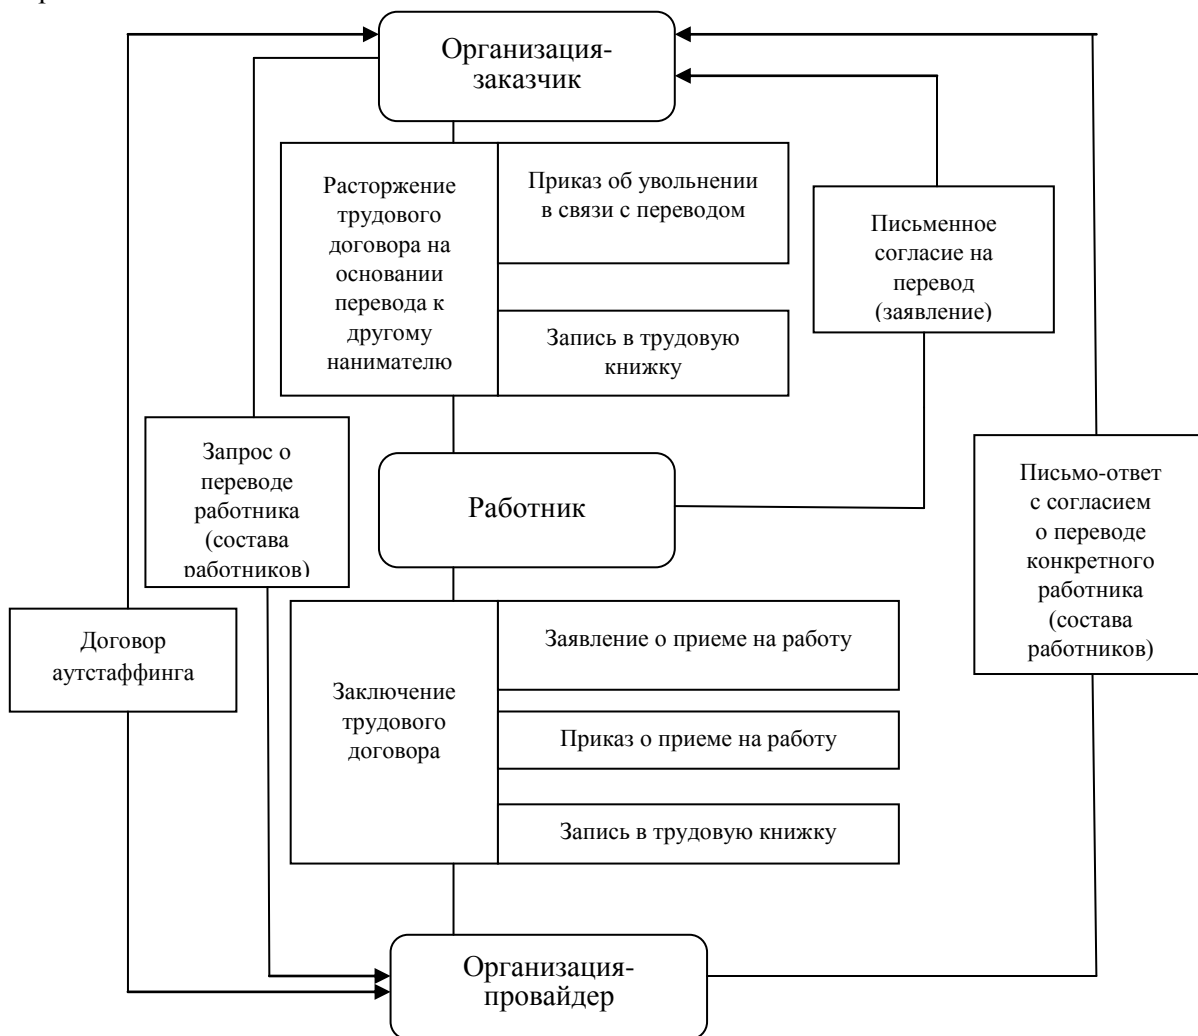 Организация-
заказчик
Расторжение
трудового
договора на
основании
перевода к
другому
нанимателю
Приказ об увольнении
в связи с переводом
Запись в трудовую
книжку
Письменное
согласие на
перевод
(заявление)
Запрос о
переводе
работника
(состава
работников)
Работник
Письмо-ответ
с согласием
о переводе
конкретного
работника
(состава
работников)
Договор
аутстаффинга
Заключение
трудового
договора
Заявление о приеме на работу
Приказ о приеме на работу
Запись в трудовую книжку
Организация-
провайдер